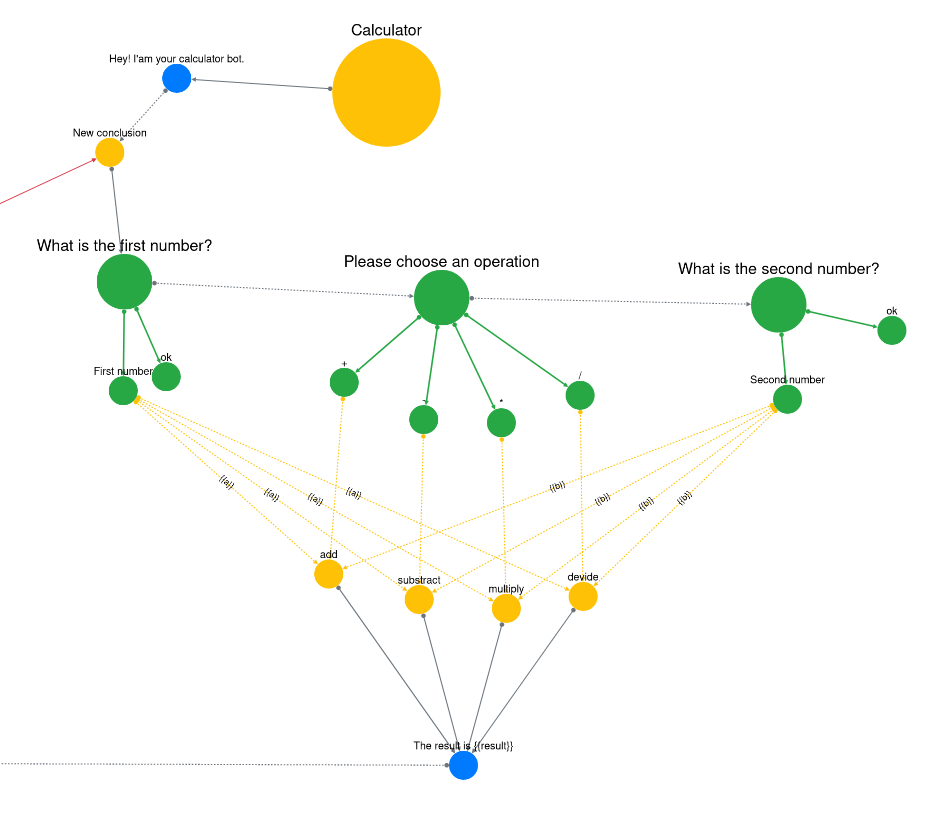 Calculator
Hey! I'am your calculator bot.
New conclusion
What is the first number?
Please choose an operation
What is the second number?
ok
ok
First number
+
-
*
/
Second number
{{a}}
{{a}}
{{a}}
{{a}}
{{b}}
{{b}}
{{b}}
{{b}}
add
substract
multiply
devide
The result is {{result}}